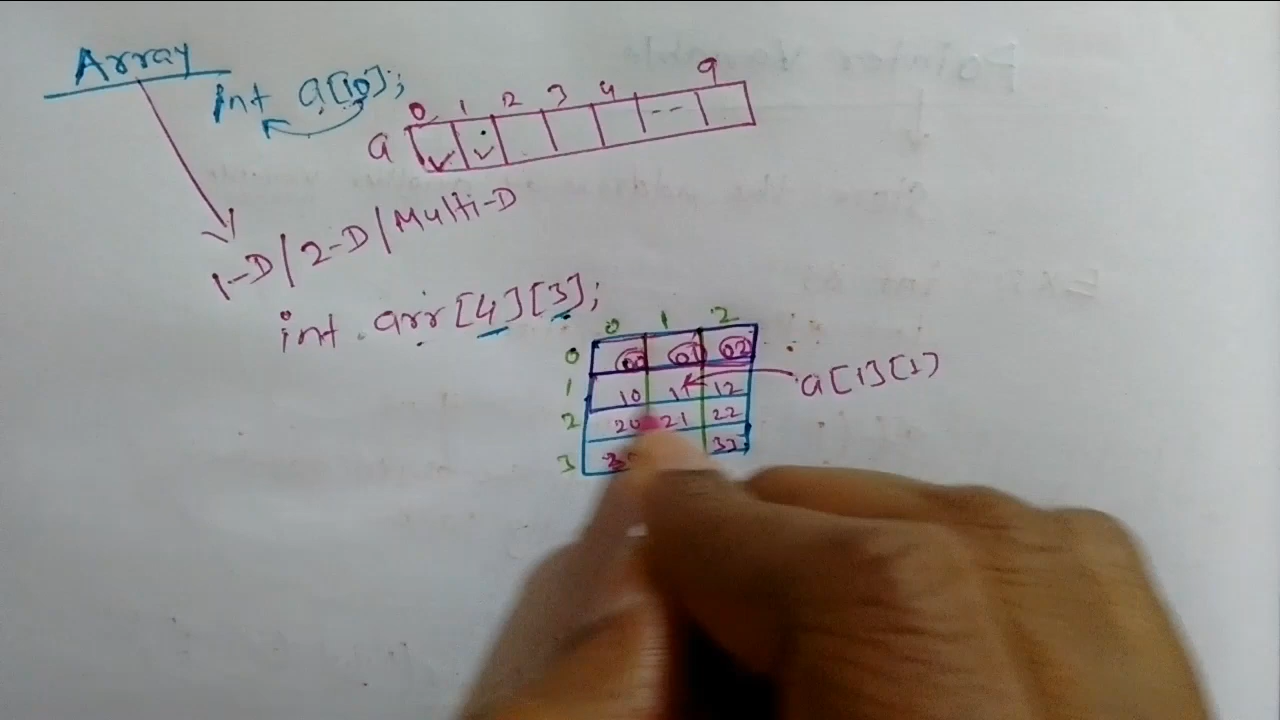 Array
int a[10];
0 1 2 3 4 9
a --
1-D/2-D/Multi-D
int arr[4][3];
0 1 2
0 00 01 02
1 10 11 12 a[1][1]
2 20 21 22
3